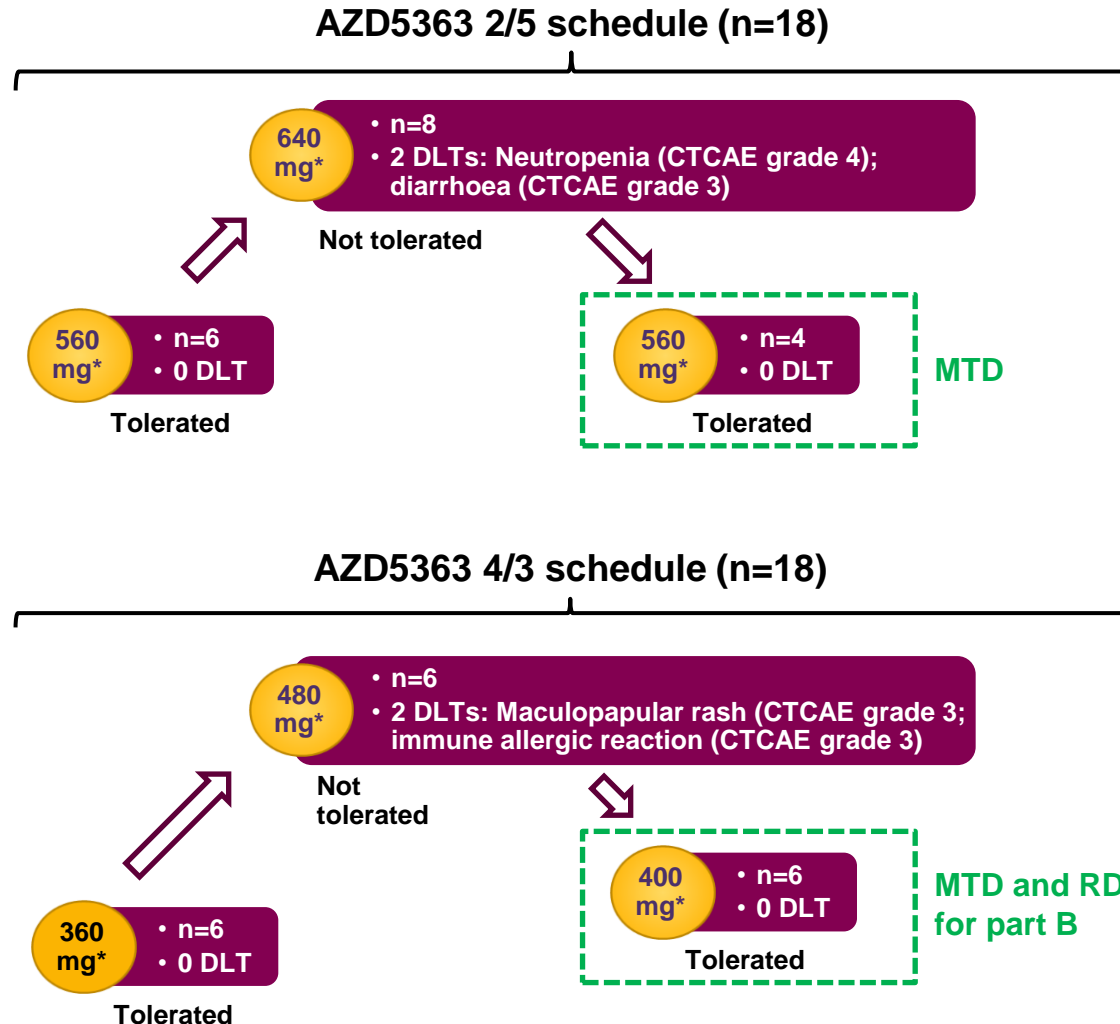 AZD5363 2/5 schedule (n=18)
640
mg*
• n=8
• 2 DLTs: Neutropenia (CTCAE grade 4);
diarrhoea (CTCAE grade 3)
Not tolerated
560
mg*
• n=6
• 0 DLT
Tolerated
560
mg*
• n=4
• 0 DLT
Tolerated
MTD
AZD5363 4/3 schedule (n=18)
480
mg*
• n=6
• 2 DLTs: Maculopapular rash (CTCAE grade 3;
immune allergic reaction (CTCAE grade 3)
Not
tolerated
360
mg*
• n=6
• 0 DLT
Tolerated
400
mg*
• n=6
• 0 DLT
Tolerated
MTD and RD
for part B